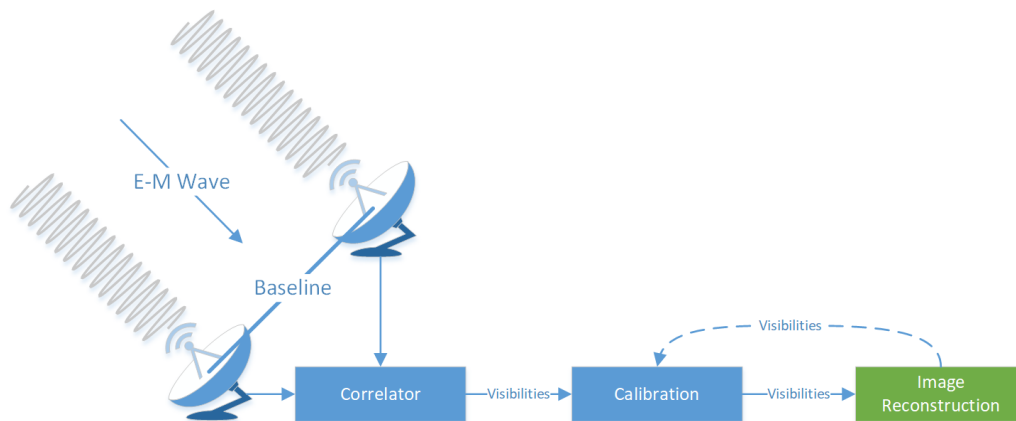 E-M Wave
Baseline
Visibilities
Correlator
Visibilities
Calibration
Visibilities
Image
Reconstruction